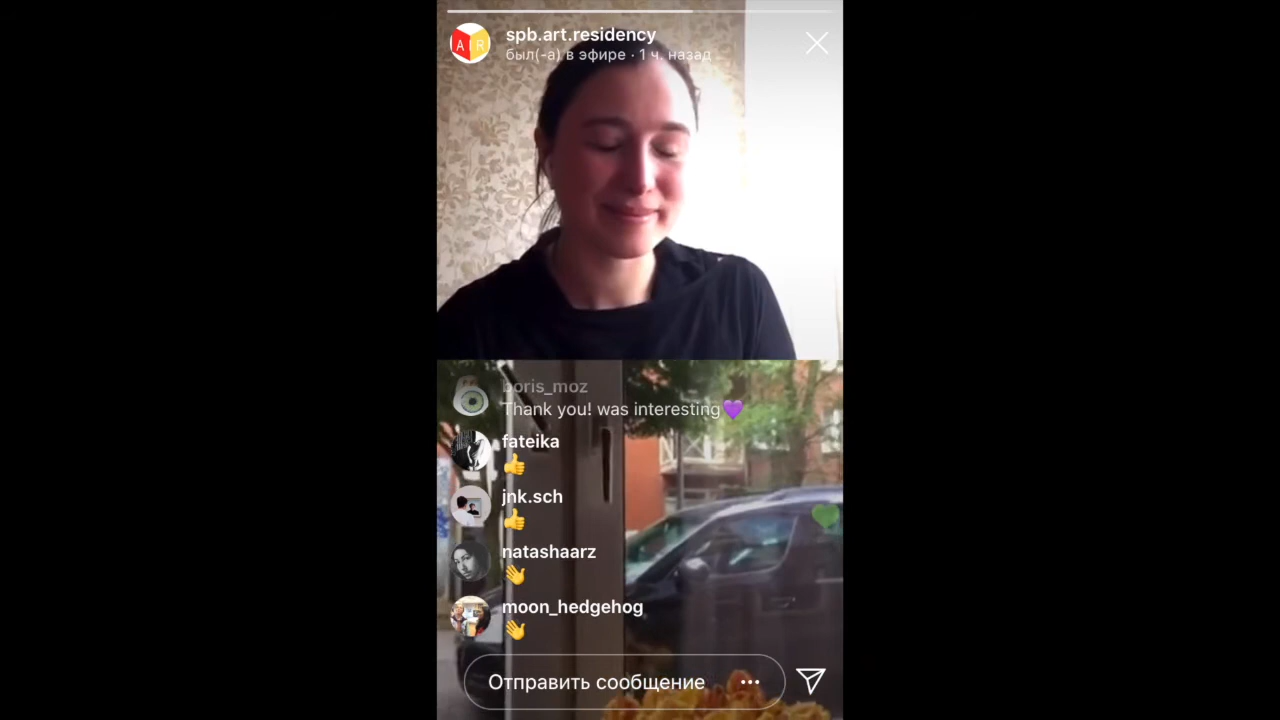 spb.art.residency
AIR
был(-а) в эфире · 1 ч. назад
boris_moz
Thank you! was interesting💜
fateika
👍
jnk.sch
👍
natashaarz
👋
moon_hedgehog
👋
Отправить сообщение